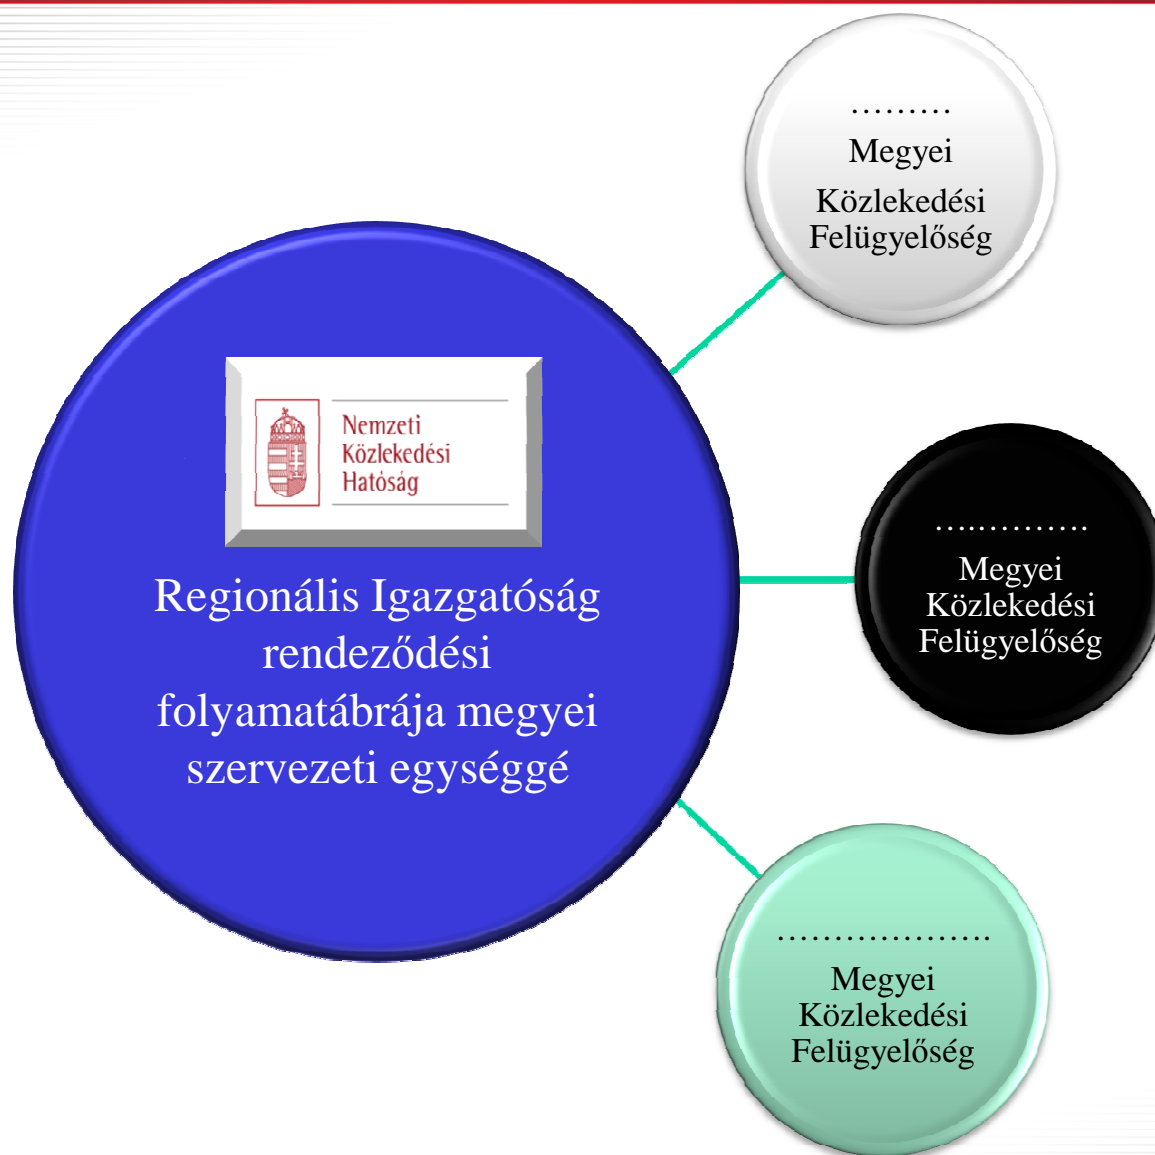 ………
Megyei
Közlekedési
Felügyelőség
Nemzeti
Közlekedési
Hatóság
Regionális Igazgatóság
rendeződési
folyamatábrája megyei
szervezeti egységgé
…..……….
Megyei
Közlekedési
Felügyelőség
……………….
Megyei
Közlekedési
Felügyelőség